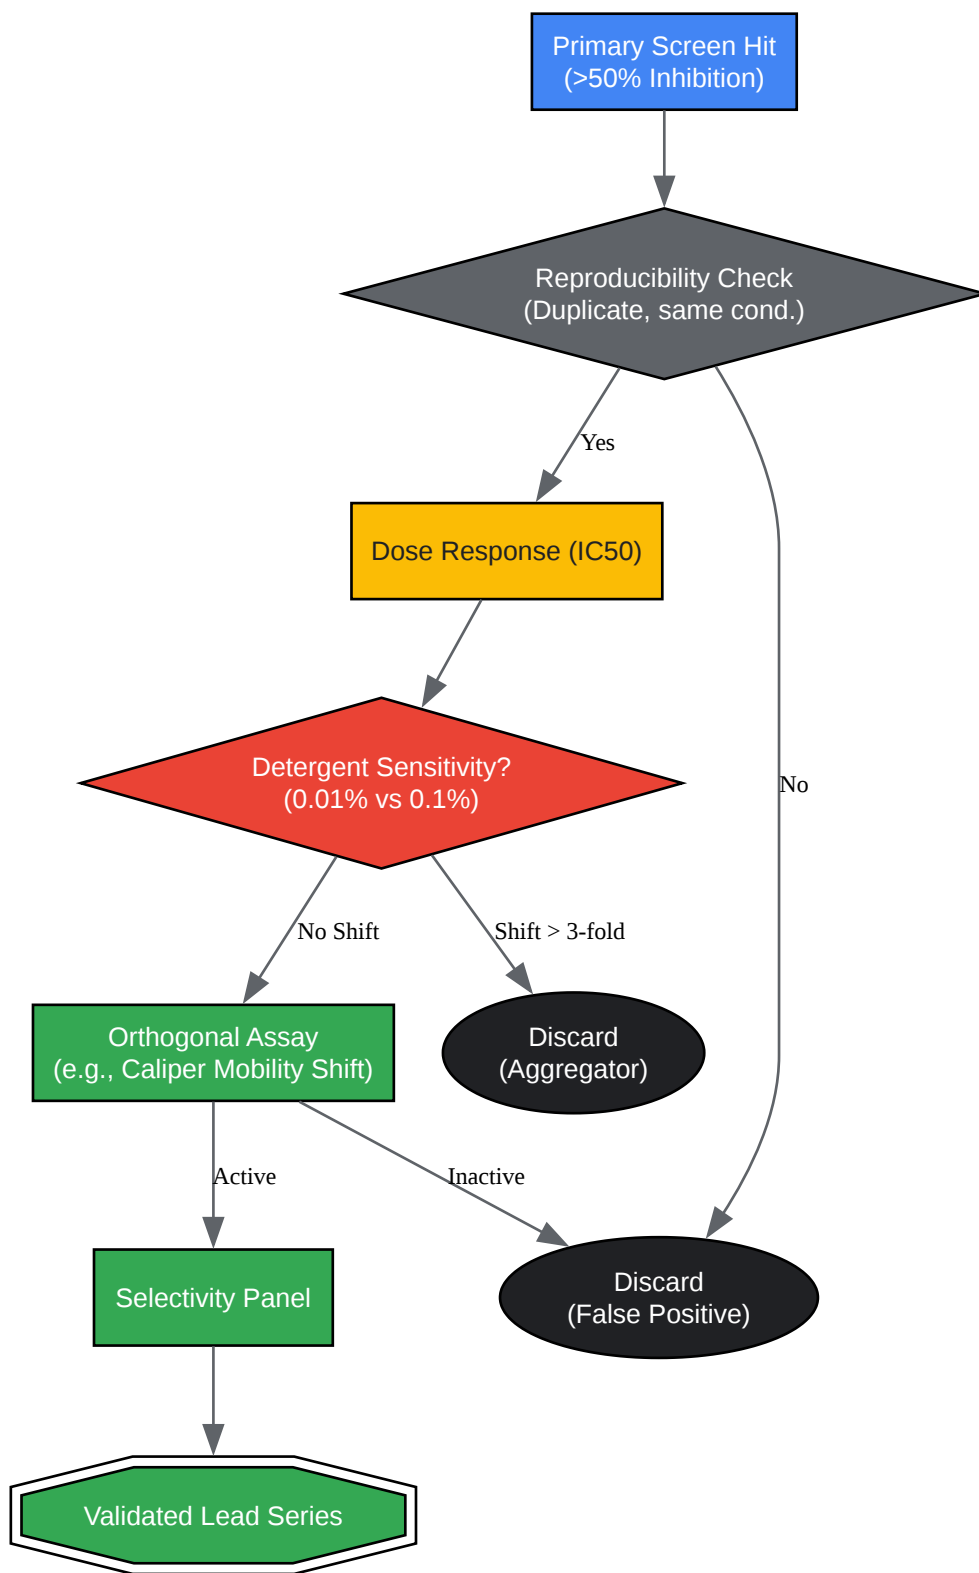 Primary Screen Hit
(>50% Inhibition)
Reproducibility Check
(Duplicate, same cond.)
Yes
Dose Response (IC50)
Detergent Sensitivity?
(0.01% vs 0.1%)
No
No Shift
Shift > 3-fold
Orthogonal Assay
(e.g., Caliper Mobility Shift)
Discard
(Aggregator)
Active
Inactive
Selectivity Panel
Discard
(False Positive)
Validated Lead Series